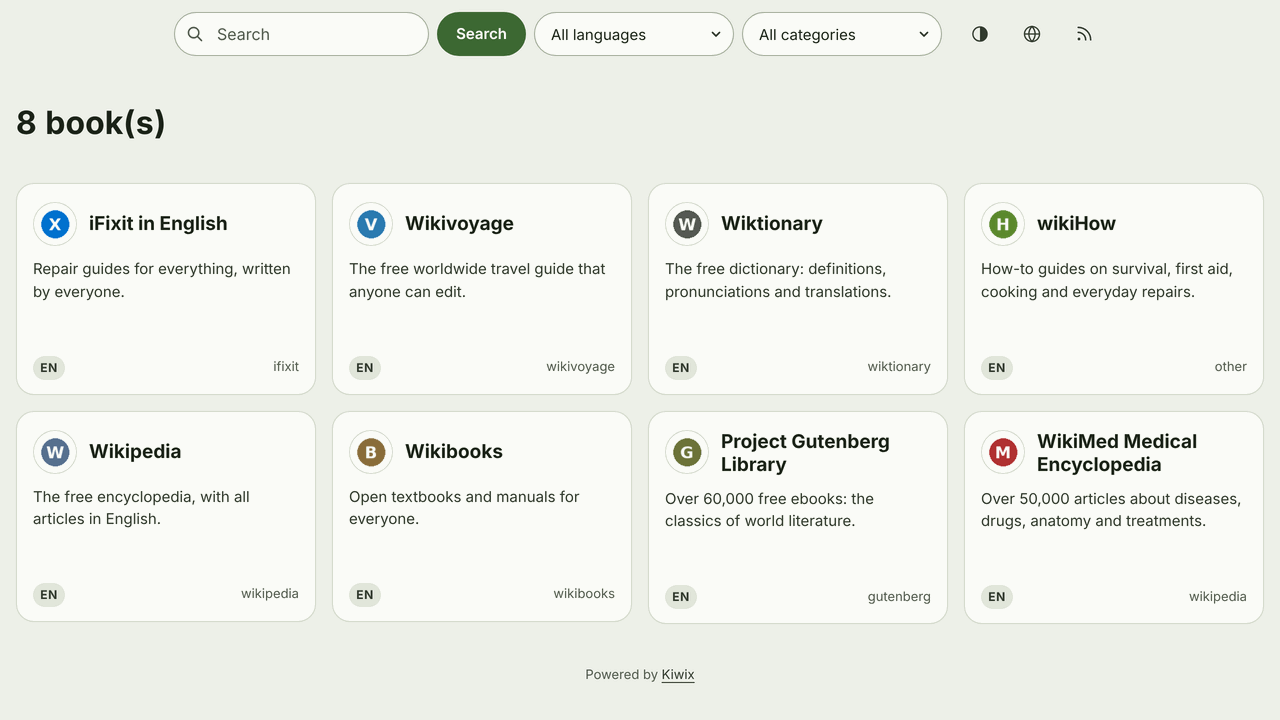 Search
Search
All languages
All categories
8 book(s)
X
iFixit in English
Repair guides for everything, written
by everyone.
EN
ifixit
V
Wikivoyage
The free worldwide travel guide that
anyone can edit.
EN
wikivoyage
W
Wiktionary
The free dictionary: definitions,
pronunciations and translations.
EN
wiktionary
H
wikiHow
How-to guides on survival, first aid,
cooking and everyday repairs.
EN
other
W
Wikipedia
The free encyclopedia, with all
articles in English.
EN
wikipedia
B
Wikibooks
Open textbooks and manuals for
everyone.
EN
wikibooks
G
Project Gutenberg
Library
Over 60,000 free ebooks: the
classics of world literature.
EN
gutenberg
M
WikiMed Medical
Encyclopedia
Over 50,000 articles about diseases,
drugs, anatomy and treatments.
EN
wikipedia
Powered by Kiwix